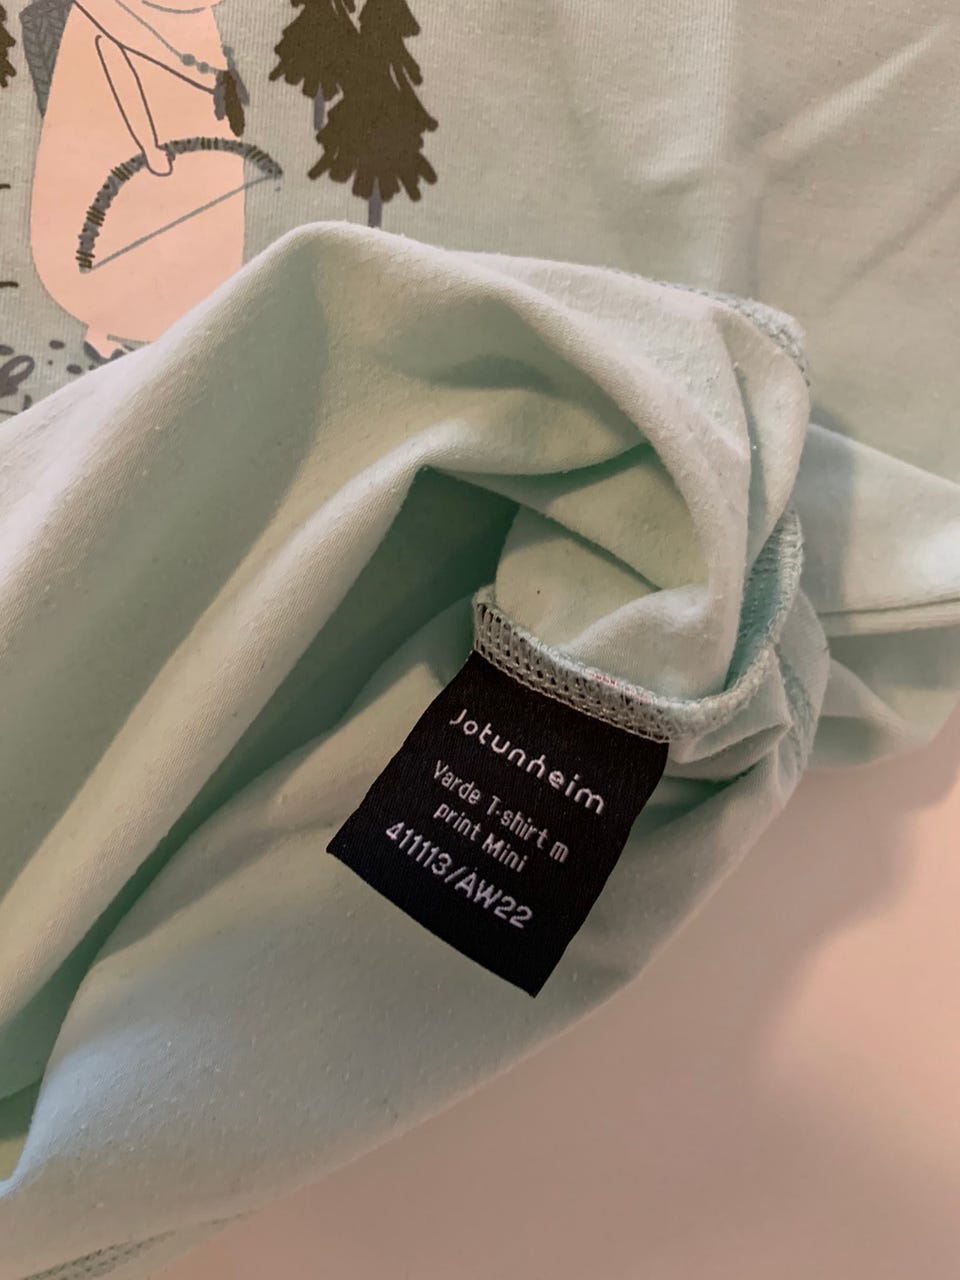 Jotunheim
Varde T-shirt m
print Mini
411113/AW22